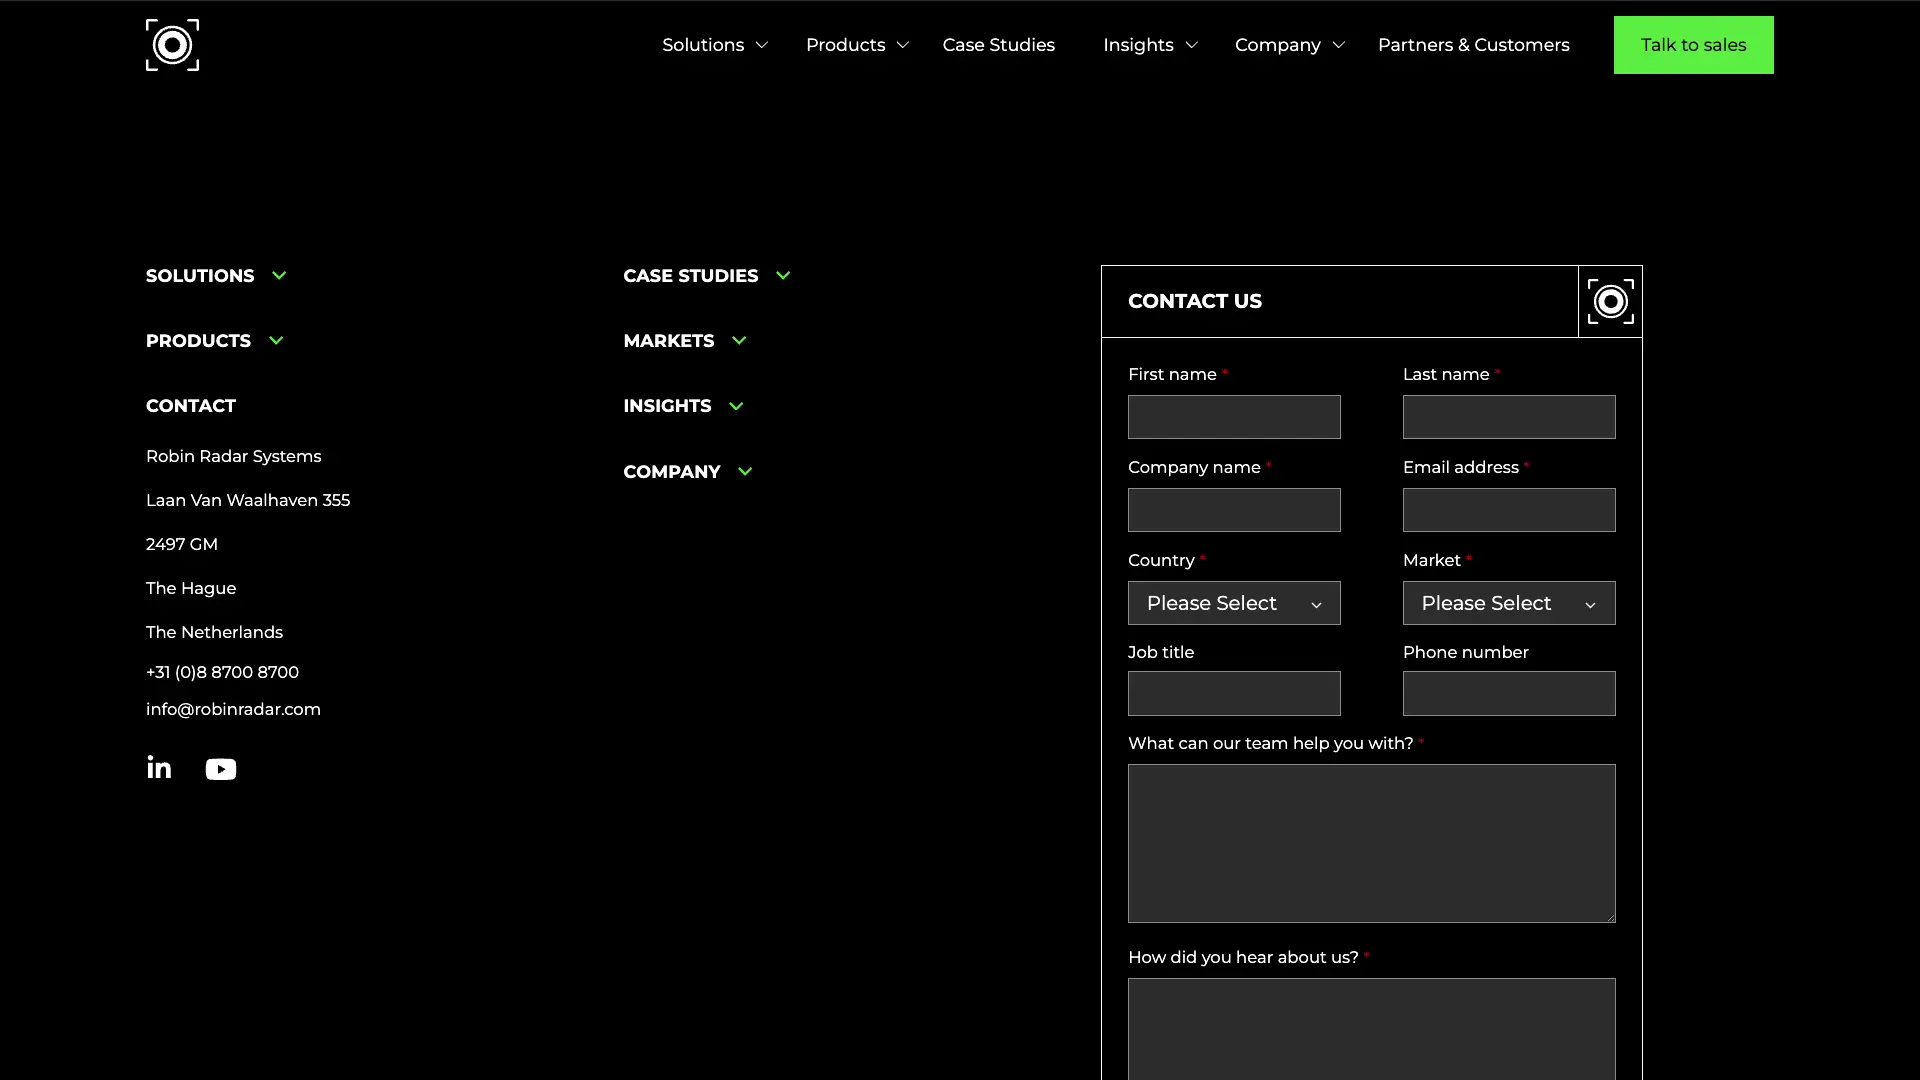 Solutions
Products
Case Studies
Insights
Company
Partners & Customers
Talk to sales
SOLUTIONS
PRODUCTS
CONTACT
Robin Radar Systems
Laan Van Waalhaven 355
2497 GM
The Hague
The Netherlands
+31 (0)8 8700 8700
info@robinradar.com
in
CASE STUDIES
MARKETS
INSIGHTS
COMPANY
CONTACT US
First name *
Last name *
Company name *
Email address *
Country *
Market *
Please Select
Please Select
Job title
Phone number
What can our team help you with? *
How did you hear about us? *